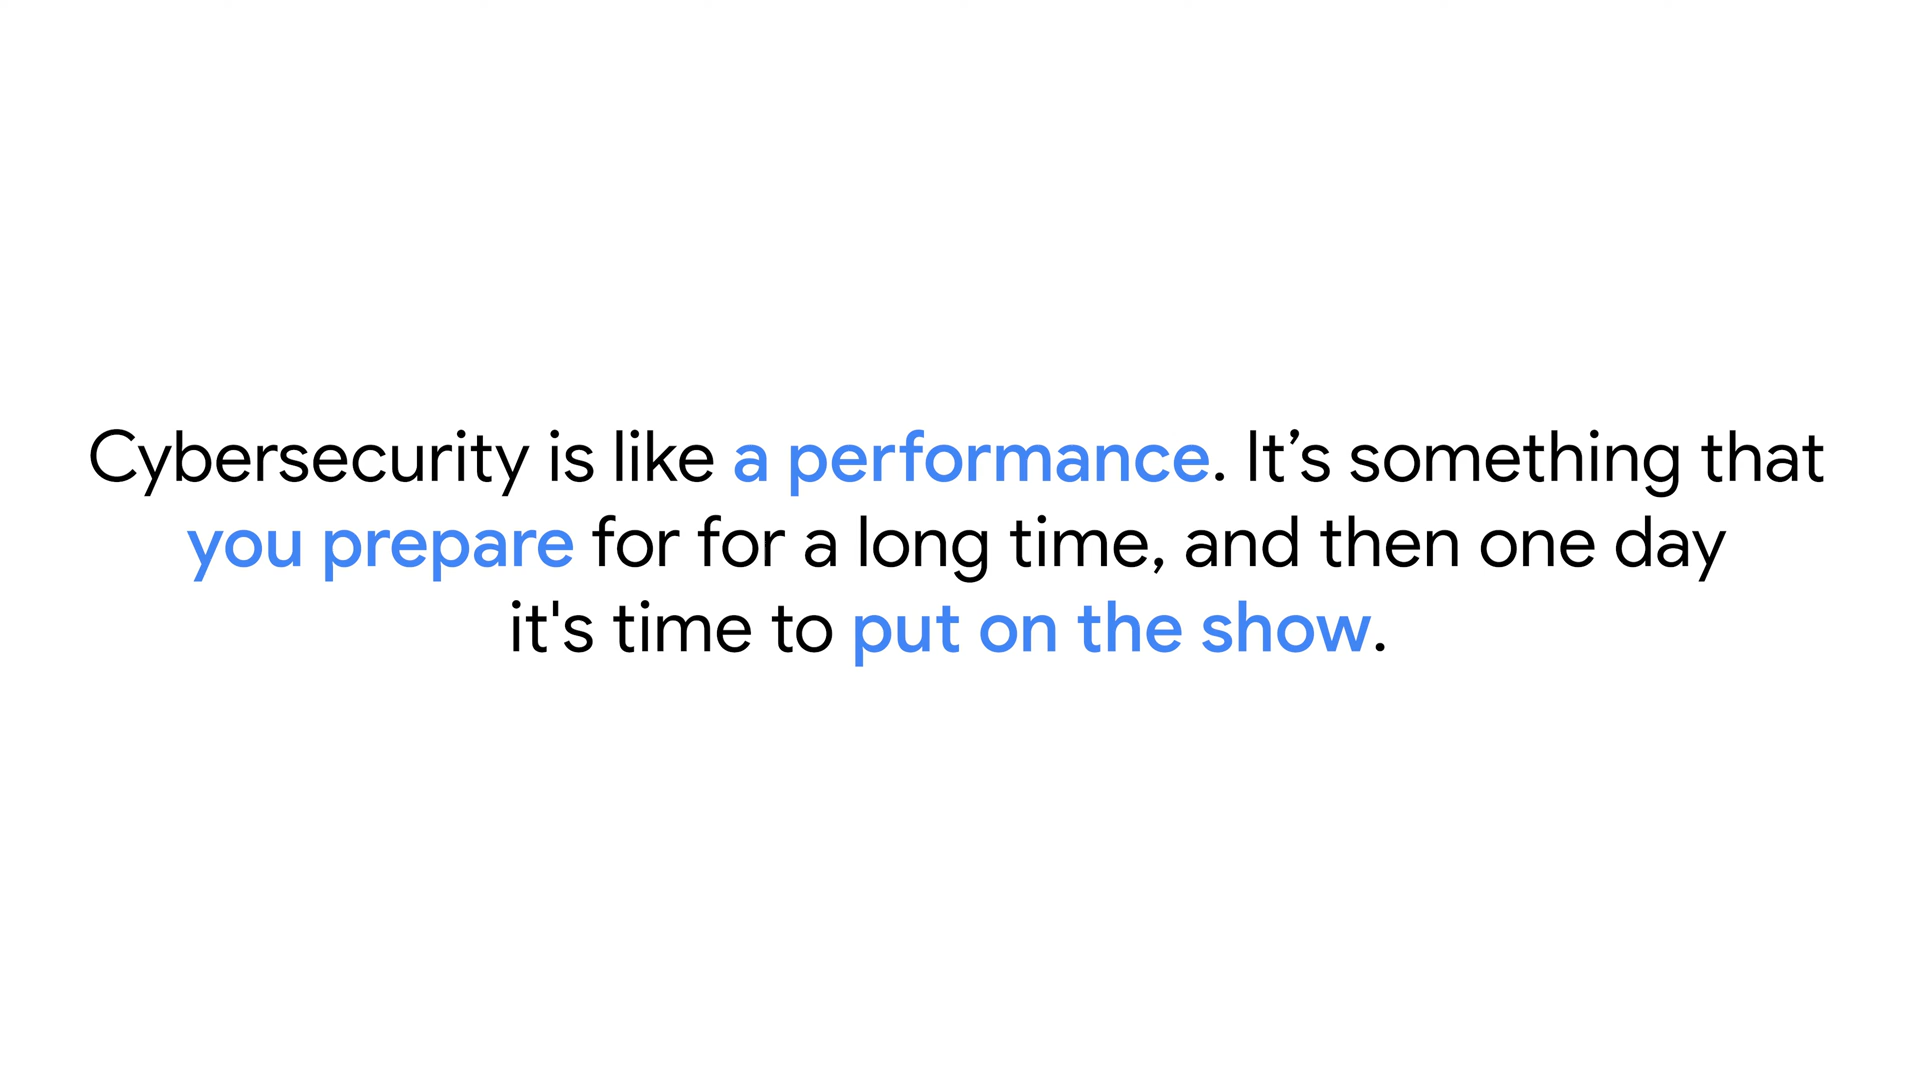 Cybersecurity is like a performance. It’s something that
you prepare for for a long time, and then one day
it's time to put on the show.